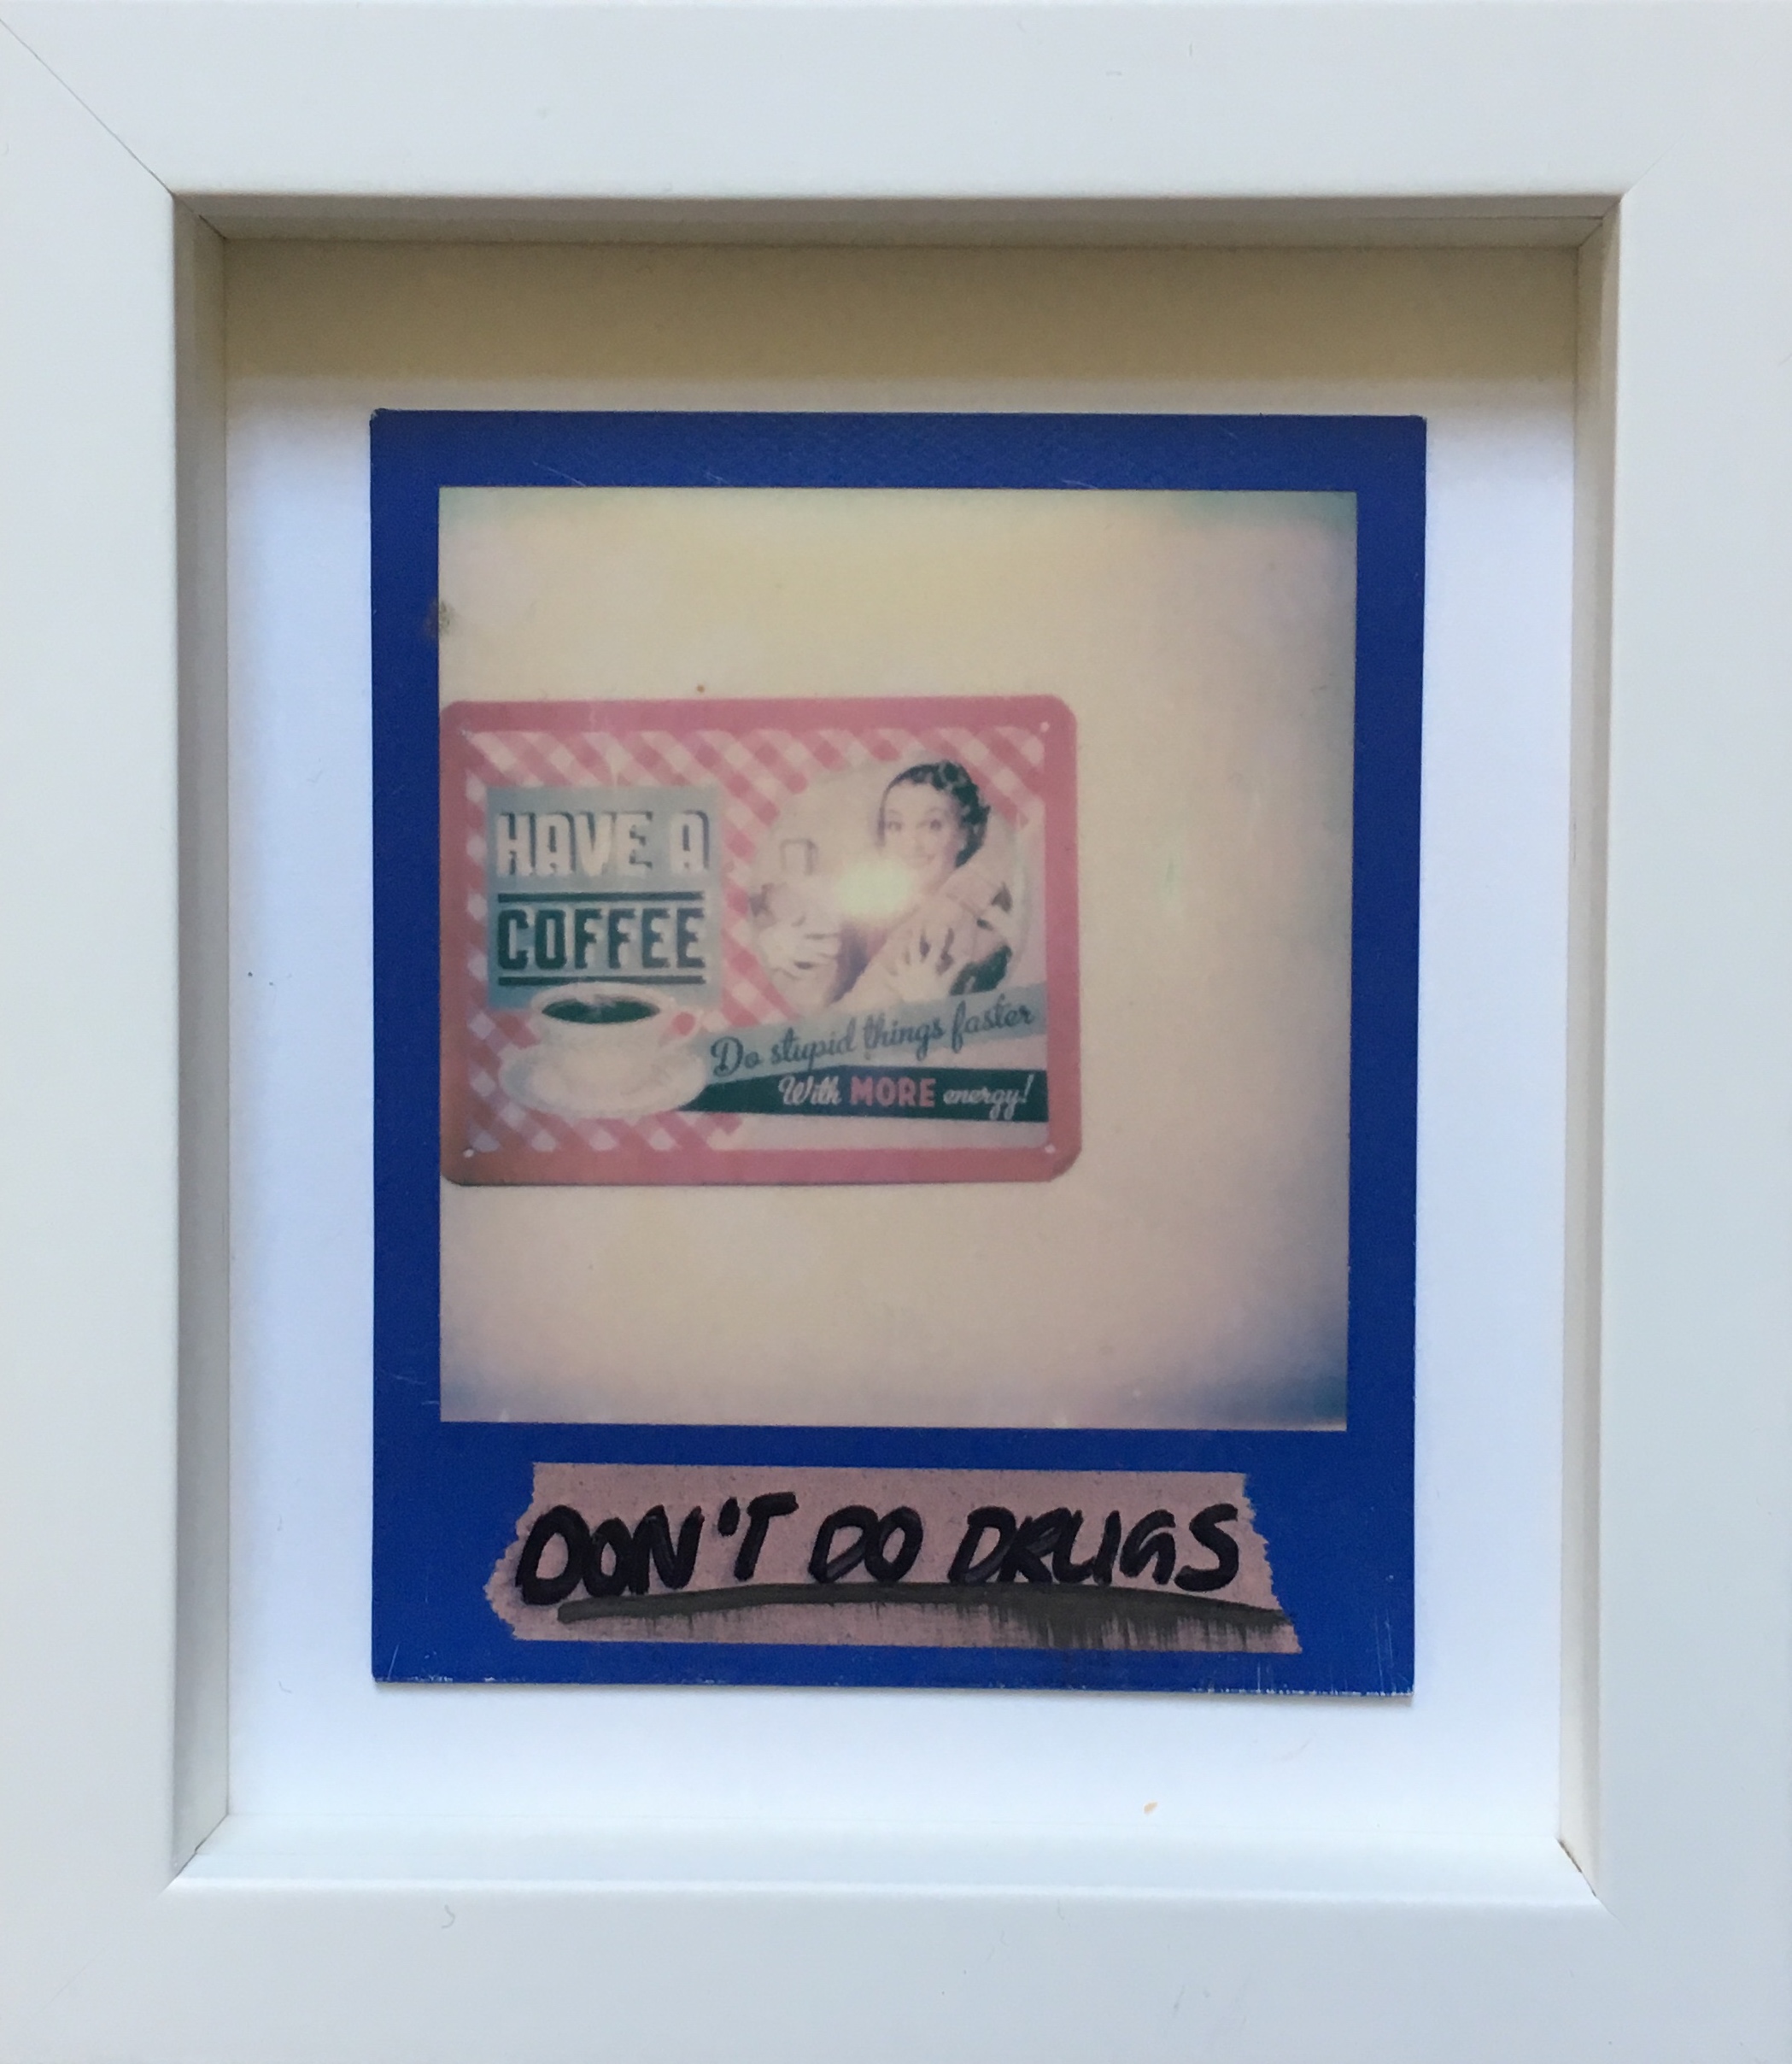 HAVE A
COFFEE
Do stupid things faster
With MORE energy!
DON'T DO DRUGS